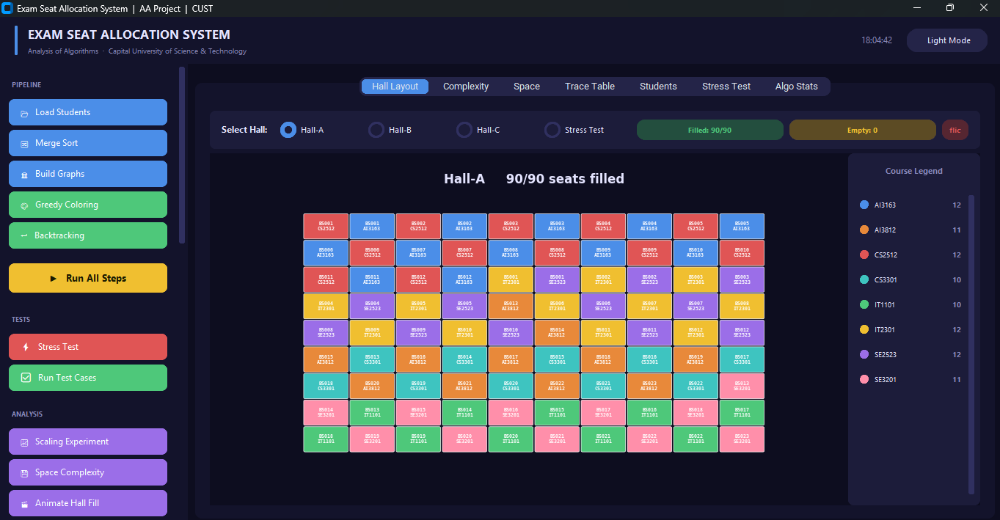 Exam Seat Allocation System | AA Project | CUST
EXAM SEAT ALLOCATION SYSTEM
Analysis of Algorithms · Capital University of Science & Technology
18:04:42
Light Mode
PIPELINE
Load Students
Merge Sort
Build Graphs
Greedy Coloring
Backtracking
Run All Steps
TESTS
Stress Test
Run Test Cases
ANALYSIS
Scaling Experiment
Space Complexity
Animate Hall Fill
Hall Layout Complexity Space Trace Table Students Stress Test Algo Stats
Select Hall: Hall-A Hall-B Hall-C Stress Test Filled: 90/90 Empty: 0 flic
Hall-A 90/90 seats filled
BS001 BS001 BS002 BS002 BS003 BS003 BS004 BS004 BS005 BS005
CS2512 AI3163 CS2512 AI3163 CS2512 AI3163 CS2512 AI3163 CS2512 AI3163
BS006 BS006 BS007 BS007 BS008 BS008 BS009 BS009 BS010 BS010
AI3163 CS2512 AI3163 CS2512 AI3163 CS2512 AI3163 CS2512 AI3163 CS2512
BS011 BS011 BS012 BS012 BS001 BS001 BS002 BS002 BS003 BS003
CS2512 AI3163 CS2512 AI3163 IT2301 SE2523 IT2301 SE2523 IT2301 SE2523
BS004 BS004 BS005 BS005 BS013 BS006 BS006 BS007 BS007 BS008
IT2301 SE2523 IT2301 SE2523 AI3812 IT2301 SE2523 IT2301 SE2523 IT2301
BS008 BS009 BS009 BS010 BS010 BS014 BS011 BS011 BS012 BS012
SE2523 IT2301 SE2523 IT2301 SE2523 AI3812 IT2301 SE2523 IT2301 SE2523
BS015 BS013 BS016 BS014 BS017 BS015 BS018 BS016 BS019 BS017
AI3812 CS3301 AI3812 CS3301 AI3812 CS3301 AI3812 CS3301 AI3812 CS3301
BS018 BS020 BS019 BS021 BS020 BS022 BS021 BS023 BS022 BS013
CS3301 AI3812 CS3301 AI3812 CS3301 AI3812 CS3301 AI3812 CS3301 SE3201
BS014 BS013 BS015 BS014 BS016 BS015 BS017 BS016 BS018 BS017
SE3201 IT1101 SE3201 IT1101 SE3201 IT1101 SE3201 IT1101 SE3201 IT1101
BS018 BS019 BS019 BS020 BS020 BS021 BS021 BS022 BS022 BS023
IT1101 SE3201 IT1101 SE3201 IT1101 SE3201 IT1101 SE3201 IT1101 SE3201
Course Legend
AI3163 12
AI3812 11
CS2512 12
CS3301 10
IT1101 10
IT2301 12
SE2523 12
SE3201 11